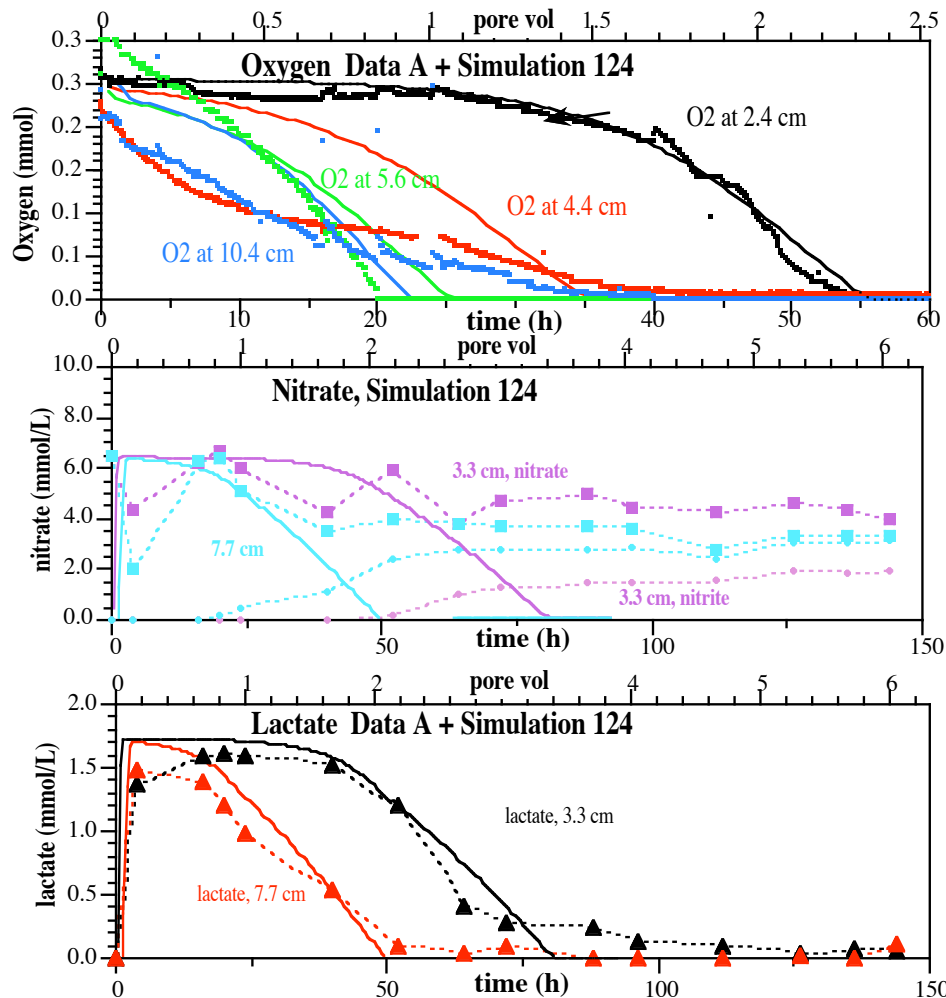 pore vol
0 0.5 1 1.5 2 2.5
Oxygen Data A + Simulation 124
Oxygen (mmol)
0.3
0.3
0.2
0.2
0.1
0.1
0.0
O2 at 2.4 cm
O2 at 5.6 cm
O2 at 4.4 cm
O2 at 10.4 cm
0 10 20 30 40 50 60
time (h)
pore vol
0 1 2 4 5 6
Nitrate, Simulation 124
nitrate (mmol/L)
10.0
8.0
6.0
4.0
2.0
0.0
3.3 cm, nitrate
7.7 cm
3.3 cm, nitrite
0 50 100 150
time (h)
pore vol
0 1 2 4 5 6
Lactate Data A + Simulation 124
lactate (mmol/L)
2.0
1.5
1.0
0.5
0.0
lactate, 3.3 cm
lactate, 7.7 cm
time (h)
0 50 100 150